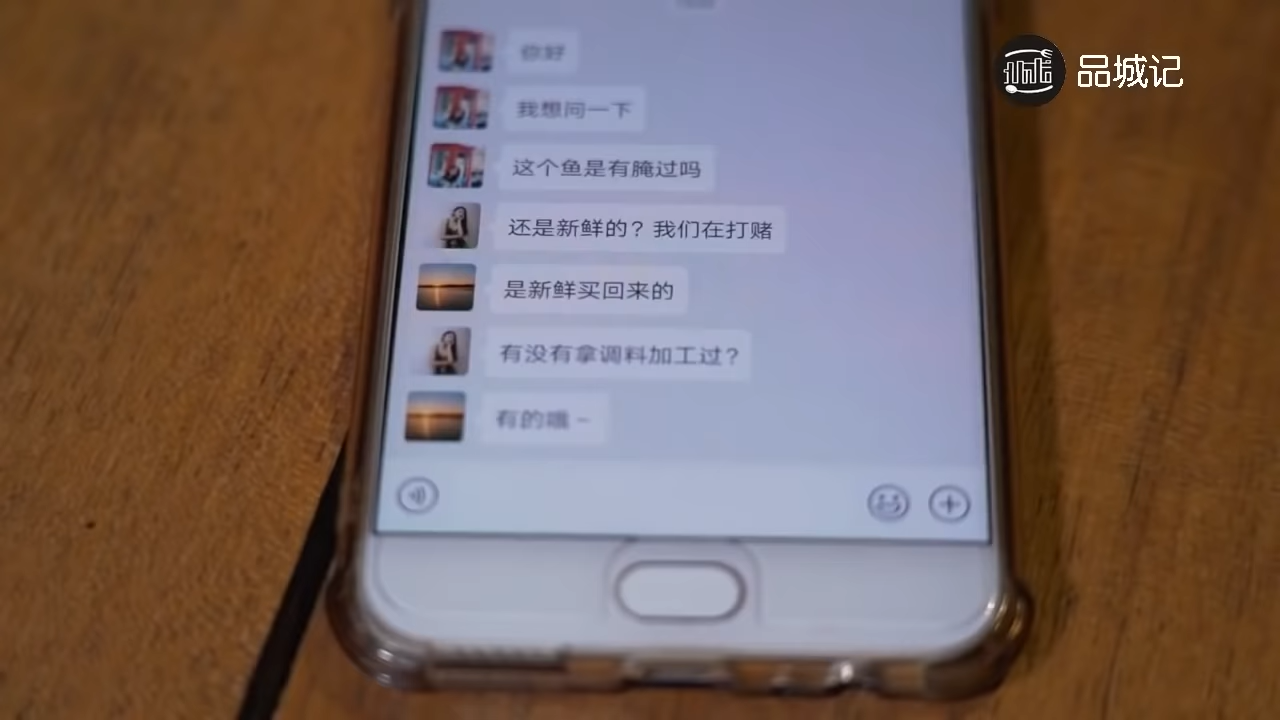 品城记
你好
我想问一下
这个鱼是有腌过吗
还是新鲜的？我们在打赌
是新鲜买回来的
有没有拿调料加工过？
有的哦~